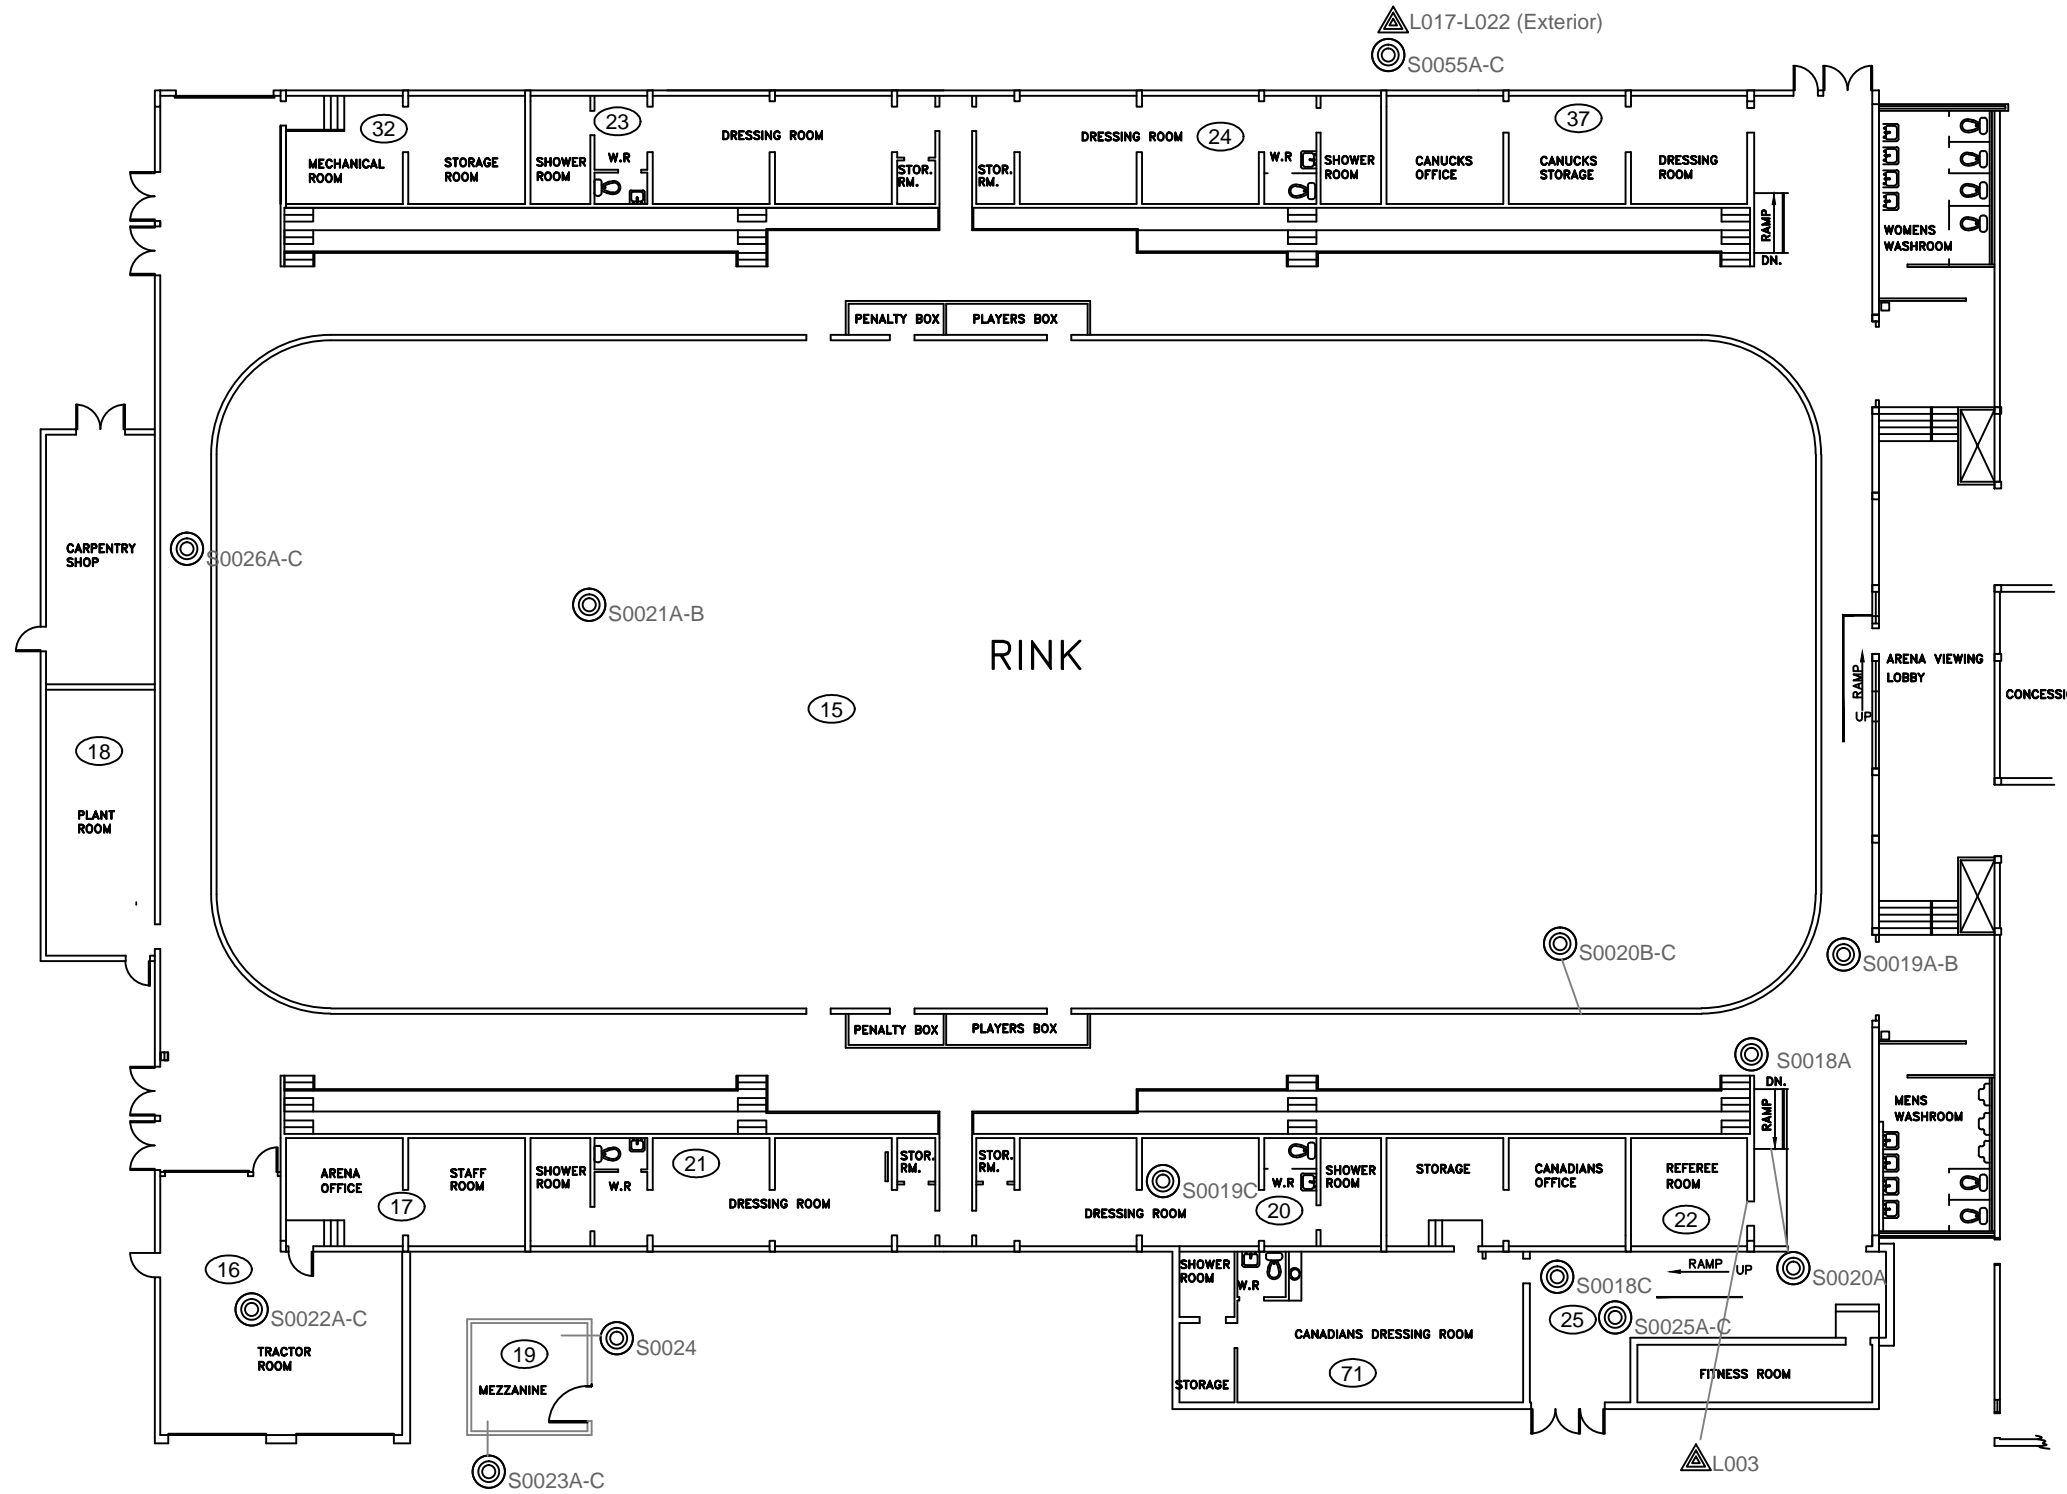 L017-L022 (Exterior)
S0055A-C
32
23
24
37
DRESSING ROOM
DRESSING ROOM
MECHANICAL
ROOM
STORAGE
ROOM
SHOWER
ROOM
W.R
STOR.
RM.
STOR.
RM.
W.R
SHOWER
ROOM
CANUCKS
OFFICE
CANUCKS
STORAGE
DRESSING
ROOM
RAMP
DN.
WOMENS
WASHROOM
PENALTY BOX
PLAYERS BOX
CARPENTRY
SHOP
S0026A-C
S0021A-B
RINK
15
ARENA VIEWING
LOBBY
RAMP
UP
18
PLANT
ROOM
S0020B-C
S0019A-B
PENALTY BOX
PLAYERS BOX
S0018A
DN.
RAMP
MENS
WASHROOM
ARENA
OFFICE
17
STAFF
ROOM
SHOWER
ROOM
W.R
21
DRESSING ROOM
STOR.
RM.
STOR.
RM.
S0019C
DRESSING ROOM
W.R
20
SHOWER
ROOM
STORAGE
CANADIANS
OFFICE
REFEREE
ROOM
22
16
S0022A-C
TRACTOR
ROOM
19
MEZZANINE
S0024
S0023A-C
SHOWER
ROOM
W.R
CANADIANS DRESSING ROOM
71
STORAGE
S0018C
RAMP
UP
S0020A
25
S0025A-C
FITNESS ROOM
L003